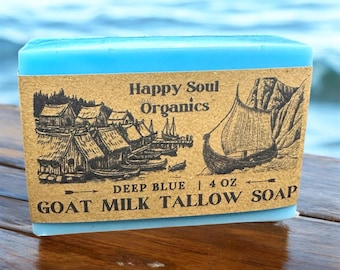 Happy Soul
Organics
DEEP BLUE | 4 OZ
GOAT MILK TALLOW SOAP